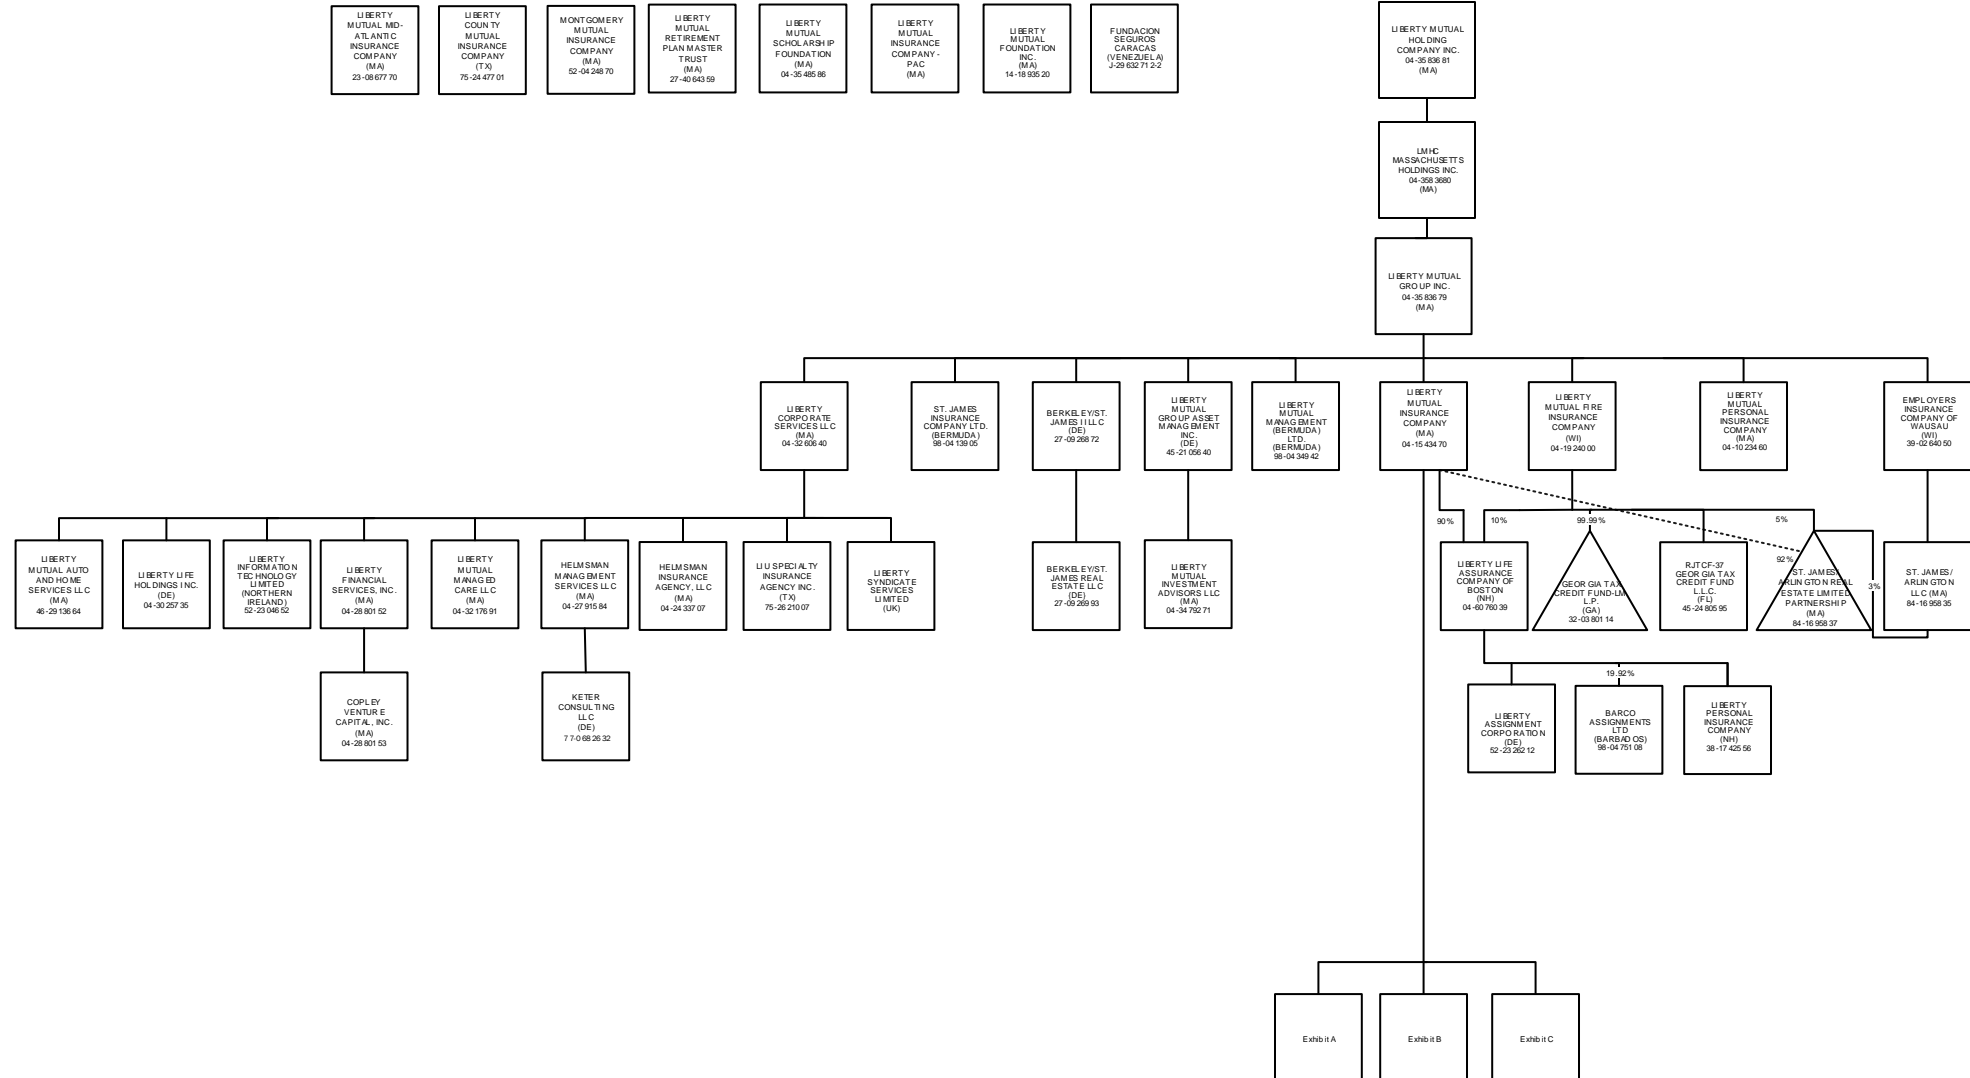 LIBERTY
MUTUAL MID-
ATLANTIC
INSURANCE
COMPANY
(MA)
23-0867770
LIBERTY
COUNTY
MUTUAL
INSURANCE
COMPANY
(TX)
75-2447701
MONTGOMERY
MUTUAL
INSURANCE
COMPANY
(MA)
52-0424870
LIBERTY
MUTUAL
RETIREMENT
PLAN MASTER
TRUST
(MA)
27-4064359
LIBERTY
MUTUAL
SCHOLARSHIP
FOUNDATION
(MA)
04-3548586
LIBERTY
MUTUAL
INSURANCE
COMPANY -
PAC
(MA)
LIBERTY
MUTUAL
FOUNDATION
INC.
(MA)
14-1893520
FUNDACION
SEGUROS
CARACAS
(VENEZUELA)
J-29632712-2
LIBERTY MUTUAL
HOLDING
COMPANY INC.
04-3583681
(MA)
LMHC
MASSACHUSETTS
HOLDINGS INC.
04-3583680
(MA)
LIBERTY MUTUAL
GROUP INC.
04-3583679
(MA)
LIBERTY
CORPORATE
SERVICES LLC
(MA)
04-3260640
ST. JAMES
INSURANCE
COMPANY LTD.
(BERMUDA)
98-0413905
BERKELEY/ST.
JAMES II LLC
(DE)
27-0926872
LIBERTY
MUTUAL
GROUP ASSET
MANAGEMENT
INC.
(DE)
45-2105640
LIBERTY
MUTUAL
MANAGEMENT
(BERMUDA)
LTD.
(BERMUDA)
98-0434942
LIBERTY
MUTUAL
INSURANCE
COMPANY
(MA)
04-1543470
LIBERTY
MUTUAL FIRE
INSURANCE
COMPANY
(WI)
04-1924000
LIBERTY
MUTUAL
PERSONAL
INSURANCE
COMPANY
(MA)
04-1023460
EMPLOYERS
INSURANCE
COMPANY OF
WAUSAU
(WI)
39-0264050
90%
10%
99.99%
5%
92%
3%
LIBERTY
MUTUAL AUTO
AND HOME
SERVICES LLC
(MA)
46-2913664
LIBERTY LIFE
HOLDINGS INC.
(DE)
04-3025735
LIBERTY
INFORMATION
TECHNOLOGY
LIMITED
(NORTHERN
IRELAND)
52-2304652
LIBERTY
FINANCIAL
SERVICES, INC.
(MA)
04-2880152
LIBERTY
MUTUAL
MANAGED
CARE LLC
(MA)
04-3217691
HELMSMAN
MANAGEMENT
SERVICES LLC
(MA)
04-2791584
HELMSMAN
INSURANCE
AGENCY, LLC
(MA)
04-2433707
LIU SPECIALTY
INSURANCE
AGENCY INC.
(TX)
75-2621007
LIBERTY
SYNDICATE
SERVICES
LIMITED
(UK)
BERKELEY/ST.
JAMES REAL
ESTATE LLC
(DE)
27-0926993
LIBERTY
MUTUAL
INVESTMENT
ADVISORS LLC
(MA)
04-3479271
LIBERTY LIFE
ASSURANCE
COMPANY OF
BOSTON
(NH)
04-6076039
GEORGIA TAX
CREDIT FUND-LM
L.P.
(GA)
32-0380114
RJTCF-37
GEORGIA TAX
CREDIT FUND
L.L.C.
(FL)
45-2480595
ST. JAMES/
ARLINGTON REAL
ESTATE LIMITED
PARTNERSHIP
(MA)
84-1695837
ST. JAMES/
ARLINGTON
LLC (MA)
84-1695835
COPLEY
VENTURE
CAPITAL, INC.
(MA)
04-2880153
KETER
CONSULTING
LLC
(DE)
77-0682632
19.92%
LIBERTY
ASSIGNMENT
CORPORATION
(DE)
52-2326212
BARCO
ASSIGNMENTS
LTD
(BARBADOS)
98-0475108
LIBERTY
PERSONAL
INSURANCE
COMPANY
(NH)
38-1742556
Exhibit A
Exhibit B
Exhibit C